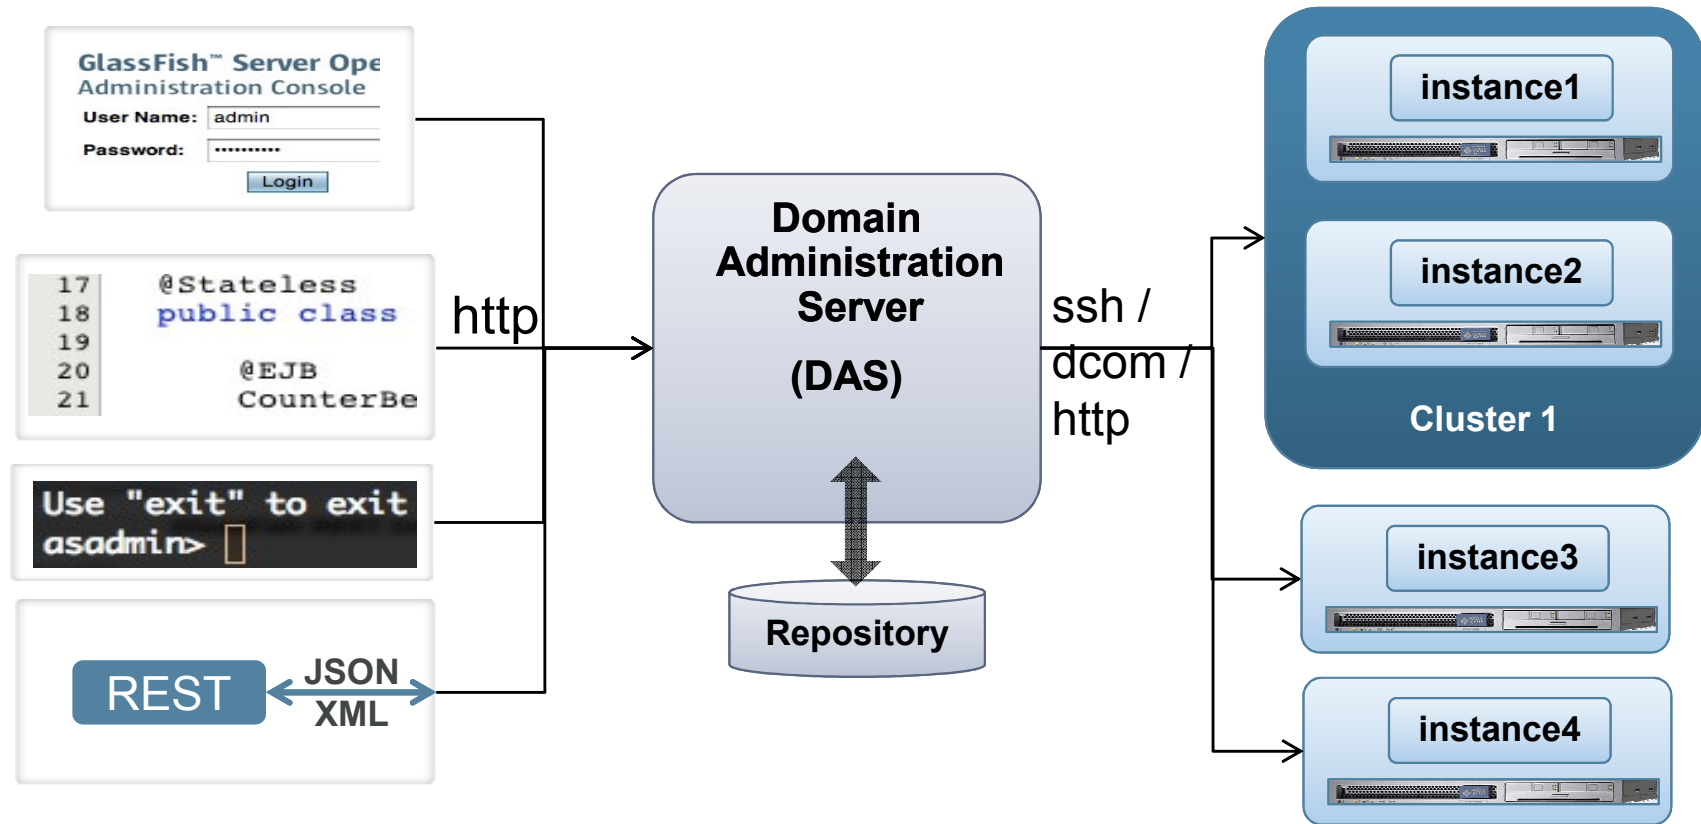 GlassFish™ Server Ope
Administration Console
User Name: admin
Password: ••••••••••
Login
17 @Stateless
18 public class
19
20 @EJB
21 CounterBe
Use "exit" to exit
asadmin>
REST
JSON
XML
http
Domain
Administration
Server
(DAS)
Repository
ssh /
dcom /
http
instance1
instance2
Cluster 1
instance3
instance4